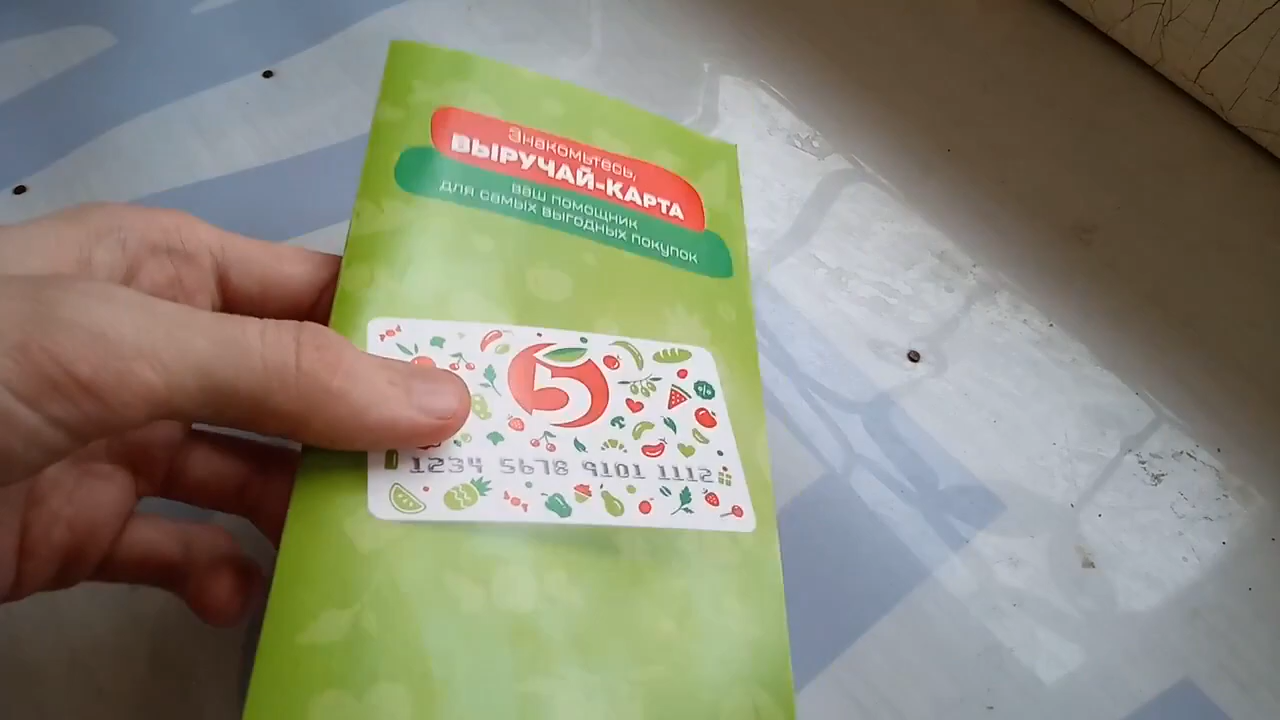 Знакомьтесь,
ВЫРУЧАЙ-КАРТА
ваш помощник
для самых выгодных покупок
5
1234 5678 9101 1112